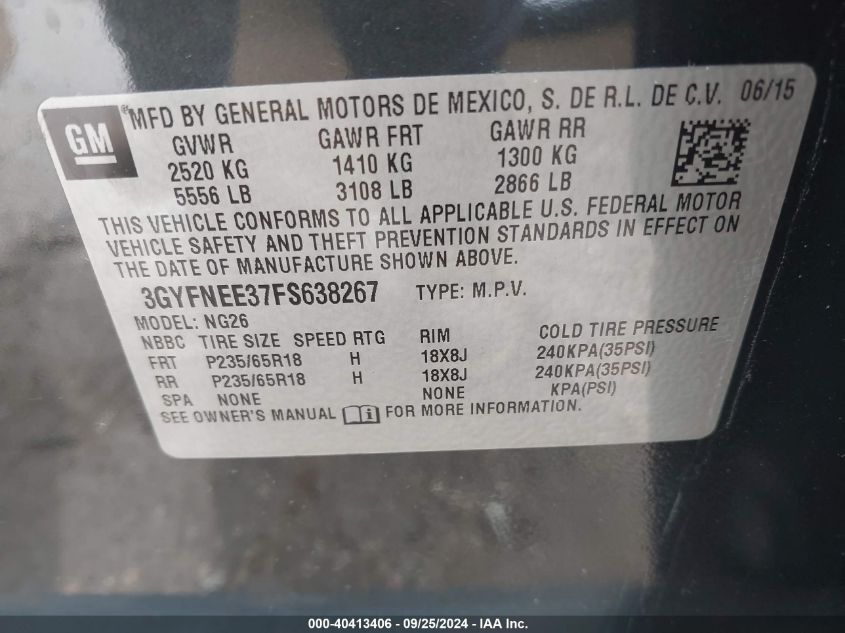 GM
®MFD BY GENERAL MOTORS DE MEXICO, S. DE R.L. DE C.V. 06/15
GVWR GAWR FRT GAWR RR
2520 KG 1410 KG 1300 KG
5556 LB 3108 LB 2866 LB
THIS VEHICLE CONFORMS TO ALL APPLICABLE U.S. FEDERAL MOTOR
VEHICLE SAFETY AND THEFT PREVENTION STANDARDS IN EFFECT ON
THE DATE OF MANUFACTURE SHOWN ABOVE.
3GYFNEE37FS638267 TYPE: M.P.V.
MODEL: NG26
NBBC TIRE SIZE SPEED RTG RIM COLD TIRE PRESSURE
FRT P235/65R18 H 18X8J 240KPA(35PSI)
RR P235/65R18 H 18X8J 240KPA(35PSI)
SPA NONE NONE KPA(PSI)
SEE OWNER'S MANUAL FOR MORE INFORMATION.
000-40413406 - 09/25/2024 - IAA Inc.